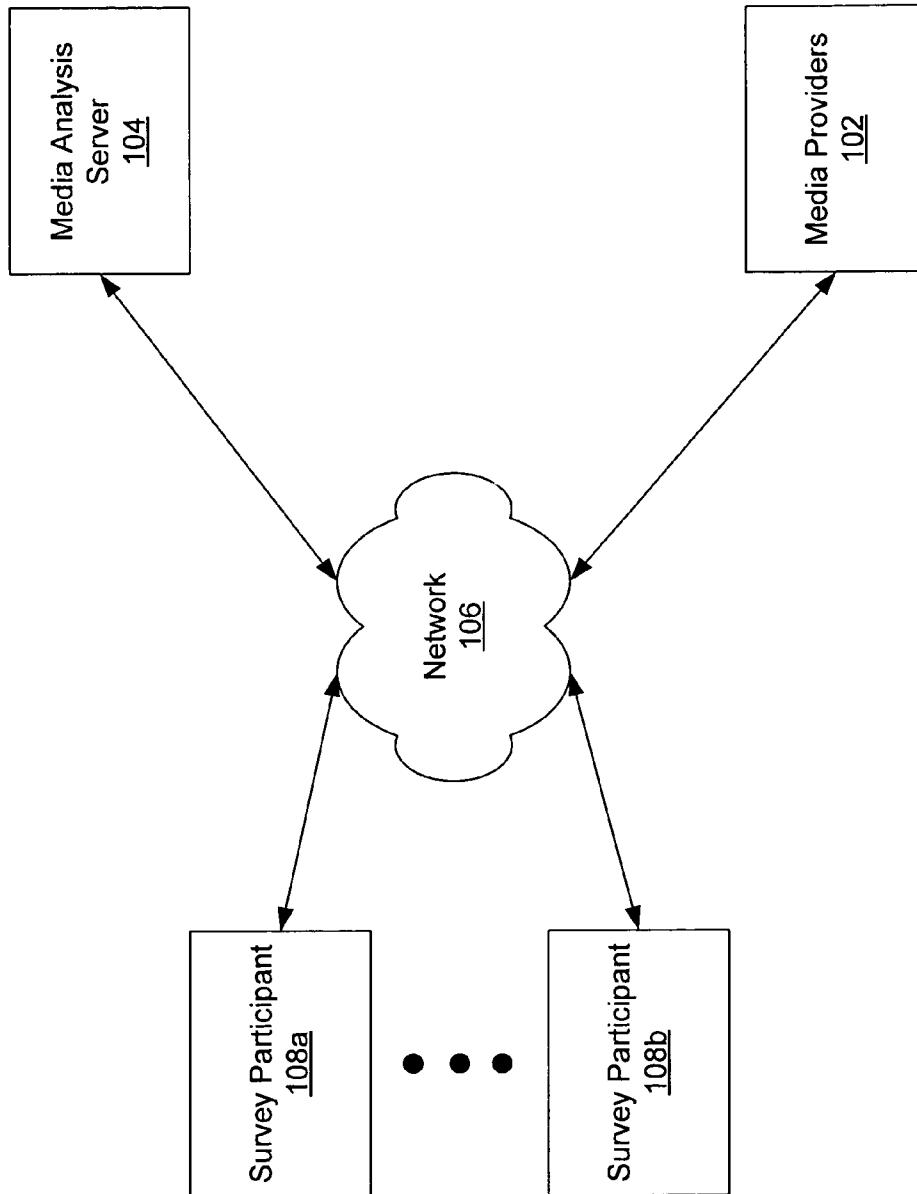 Media Analysis
Server
104
Media Providers
102
Network
106
Survey Participant
108a
Survey Participant
108b